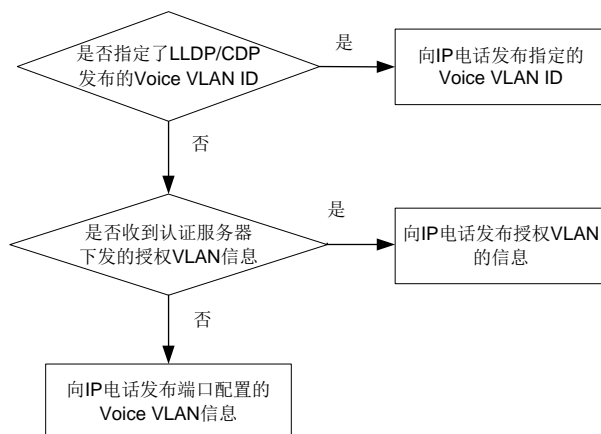 是否指定了LLDP/CDP
发布的Voice VLAN ID
是
向IP电话发布指定的
Voice VLAN ID
否
是否收到认证服务器
下发的授权VLAN信息
是
向IP电话发布授权VLAN
的信息
否
向IP电话发布端口配置的
Voice VLAN信息